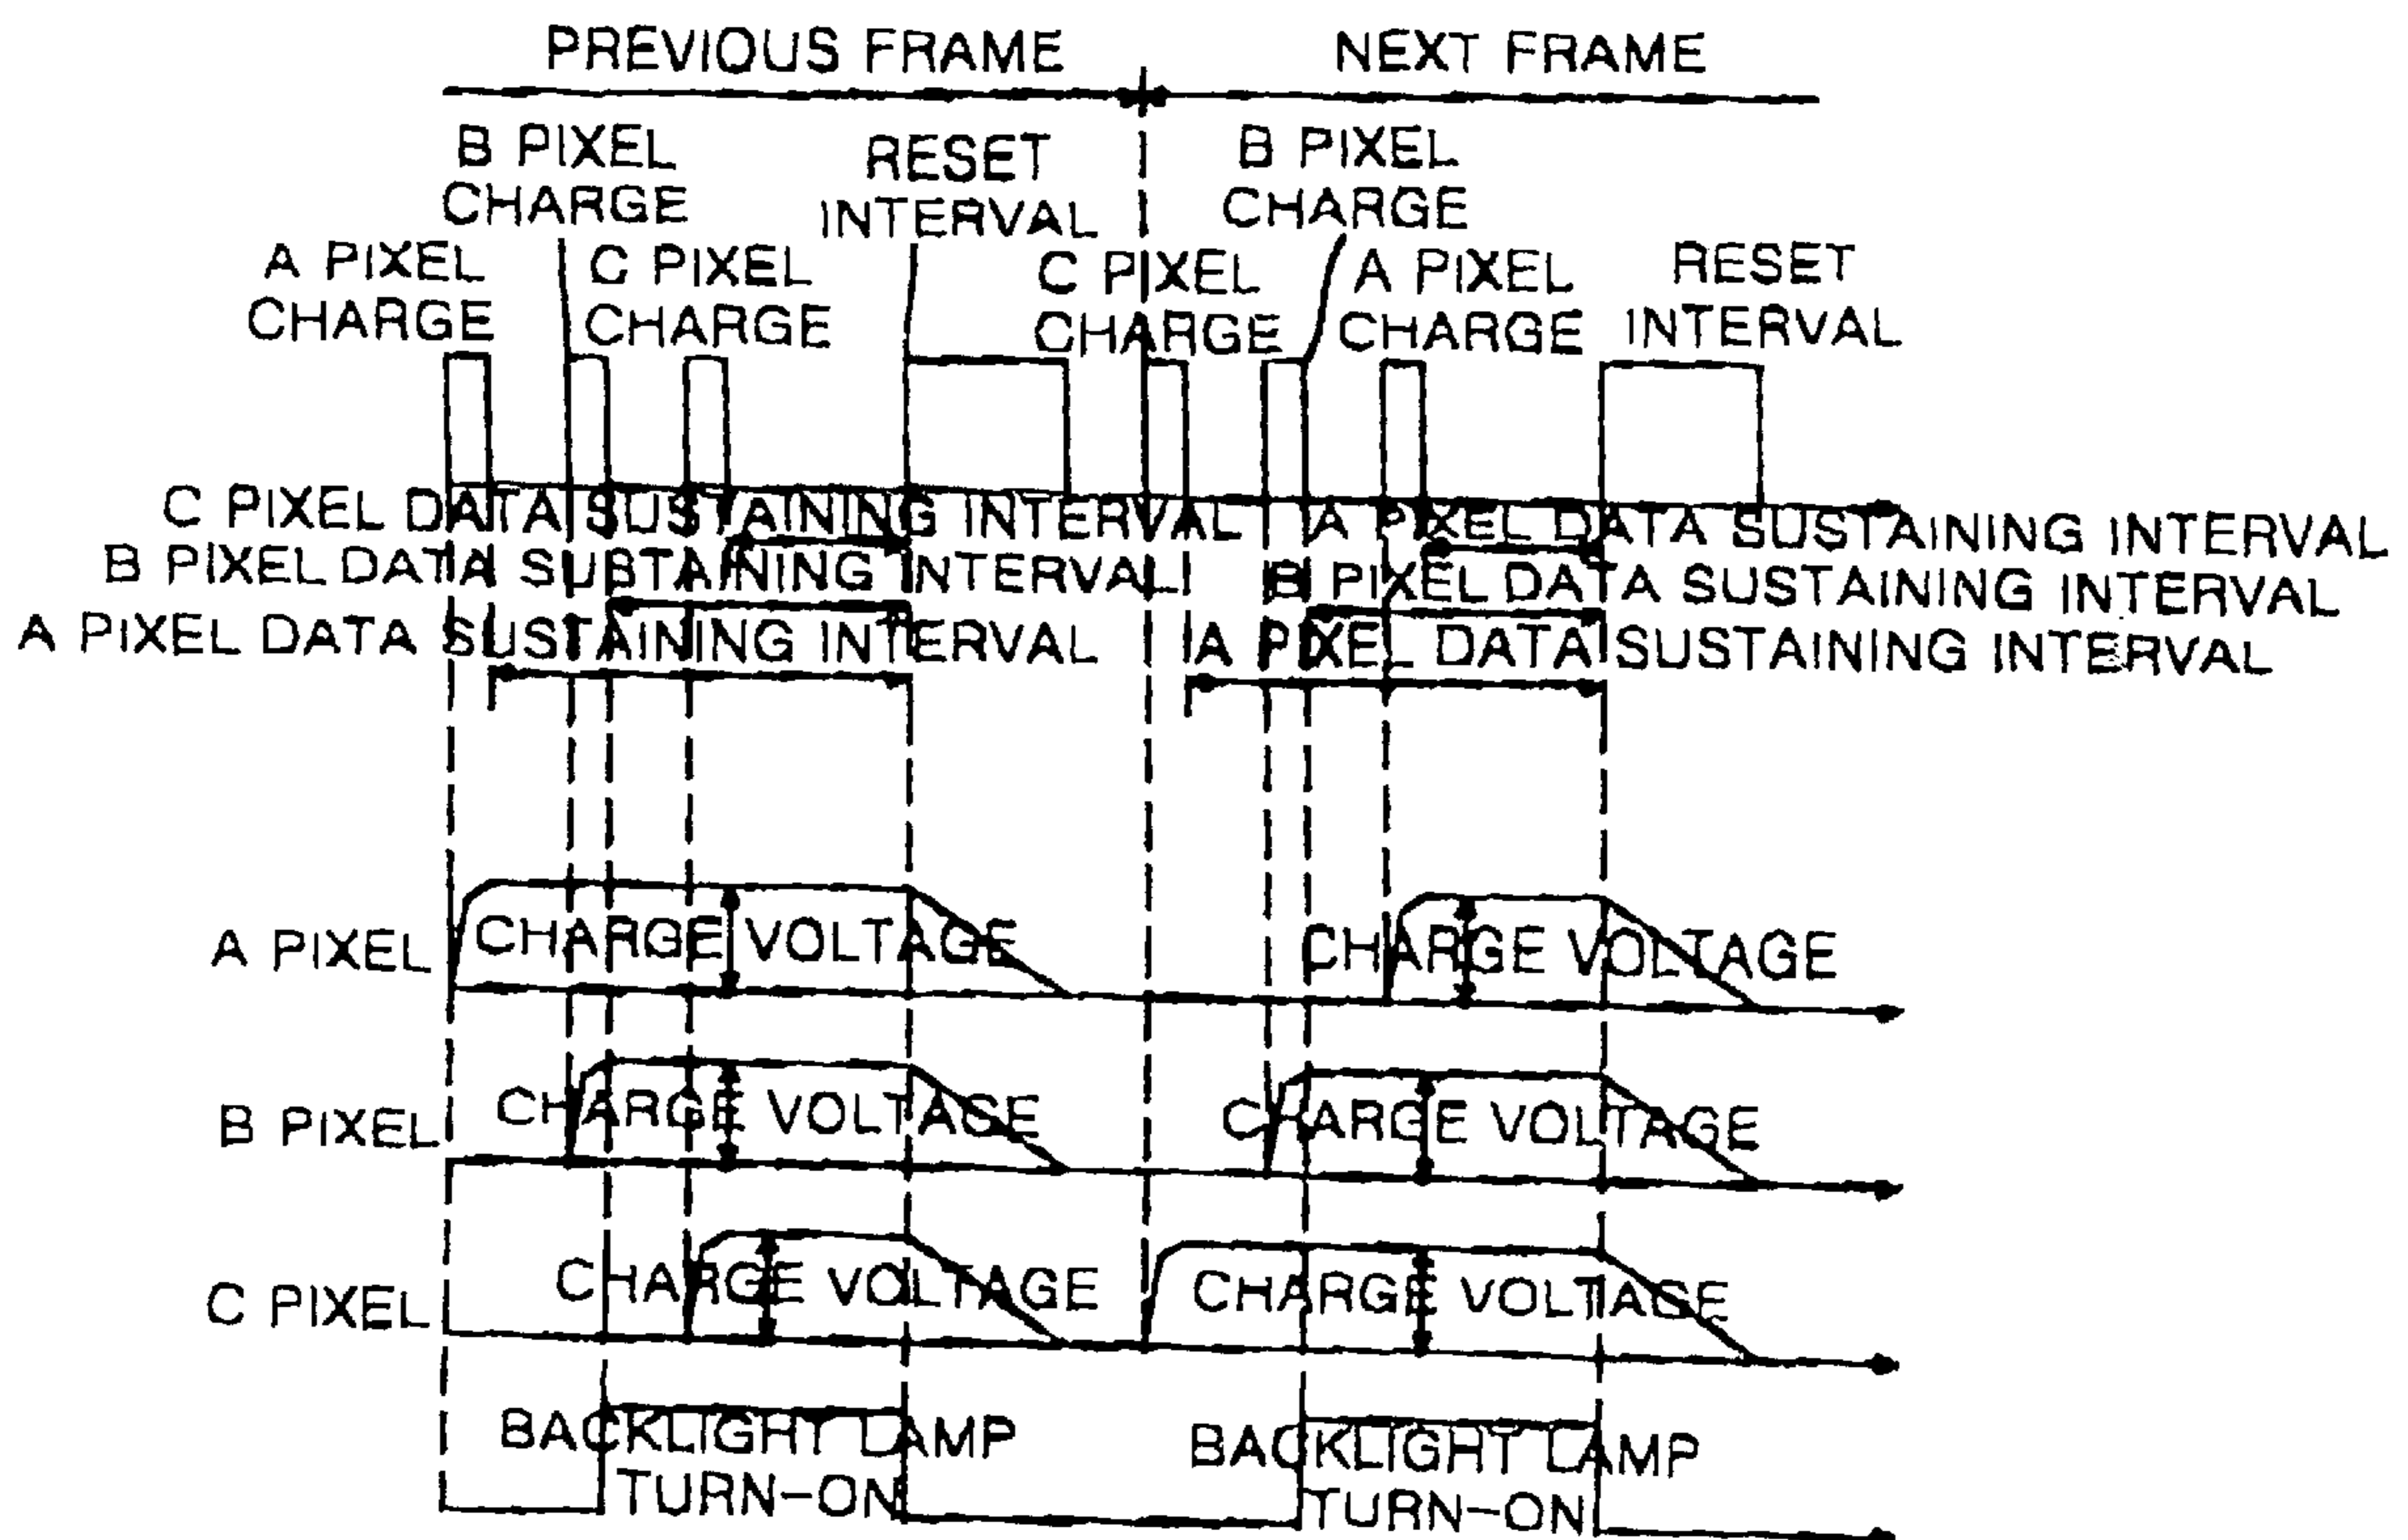 PREVIOUS FRAME
NEXT FRAME
B PIXEL
CHARGE
RESET
INTERVAL
B PIXEL
CHARGE
A PIXEL
CHARGE
C PIXEL
CHARGE
C PIXEL
CHARGE
A PIXEL
CHARGE
RESET
INTERVAL
C PIXEL DATA SUSTAINING INTERVAL
A PIXEL DATA SUSTAINING INTERVAL
B PIXEL DATA SUBTAINING INTERVAL
B PIXEL DATA SUSTAINING INTERVAL
A PIXEL DATA SUSTAINING INTERVAL
A PIXEL DATA SUSTAINING INTERVAL
A PIXEL
CHARGE VOLTAGE
CHARGE VOLTAGE
B PIXEL
CHARGE VOLTAGE
CHARGE VOLTAGE
C PIXEL
CHARGE VOLTAGE
CHARGE VOLTAGE
BACKLIGHT LAMP
TURN-ON
BACKLIGHT LAMP
TURN-ON